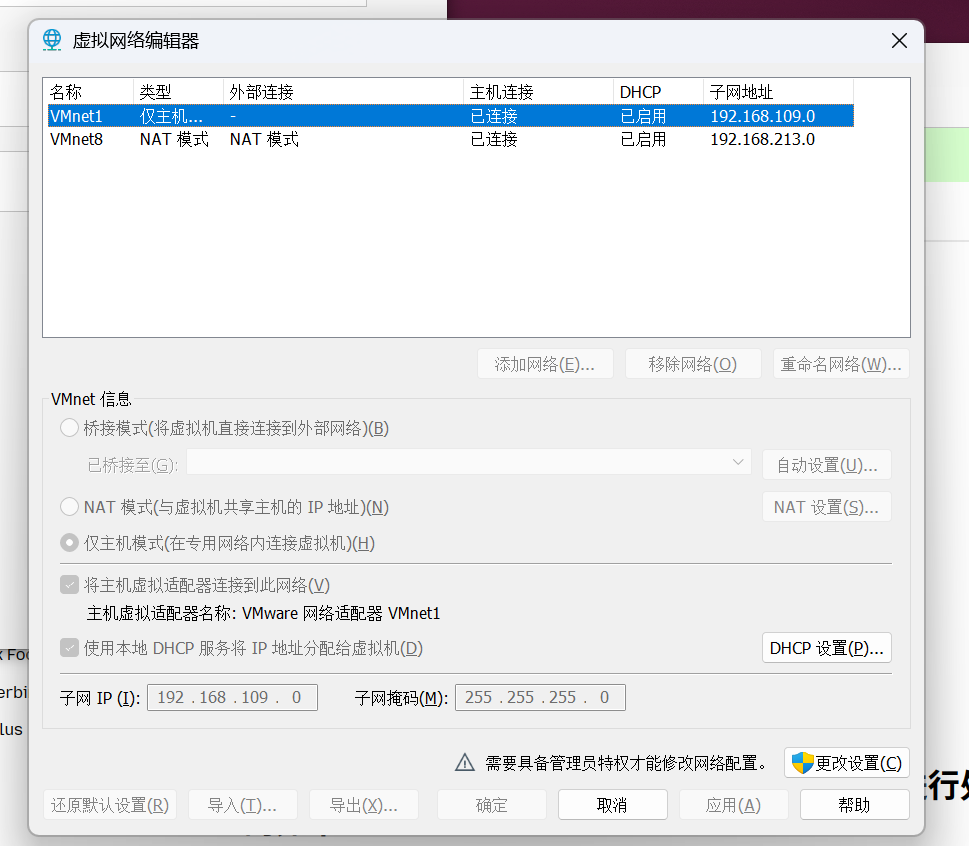 虚拟网络编辑器
名称 类型 外部连接 主机连接 DHCP 子网地址
VMnet1 仅主机... - 已连接 已启用 192.168.109.0
VMnet8 NAT 模式 NAT 模式 已连接 已启用 192.168.213.0
添加网络(E)... 移除网络(O) 重命名网络(W)...
VMnet 信息
桥接模式(将虚拟机直接连接到外部网络)(B)
已桥接至(G): 自动设置(U)...
NAT 模式(与虚拟机共享主机的 IP 地址)(N) NAT 设置(S)...
仅主机模式(在专用网络内连接虚拟机)(H)
将主机虚拟适配器连接到此网络(V)
主机虚拟适配器名称: VMware 网络适配器 VMnet1
使用本地 DHCP 服务将 IP 地址分配给虚拟机(D) DHCP 设置(P)...
子网 IP (I): 192 . 168 . 109 . 0 子网掩码(M): 255 . 255 . 255 . 0
需要具备管理员特权才能修改网络配置。 更改设置(C)
还原默认设置(R) 导入(T)... 导出(X)... 确定 取消 应用(A) 帮助
lus